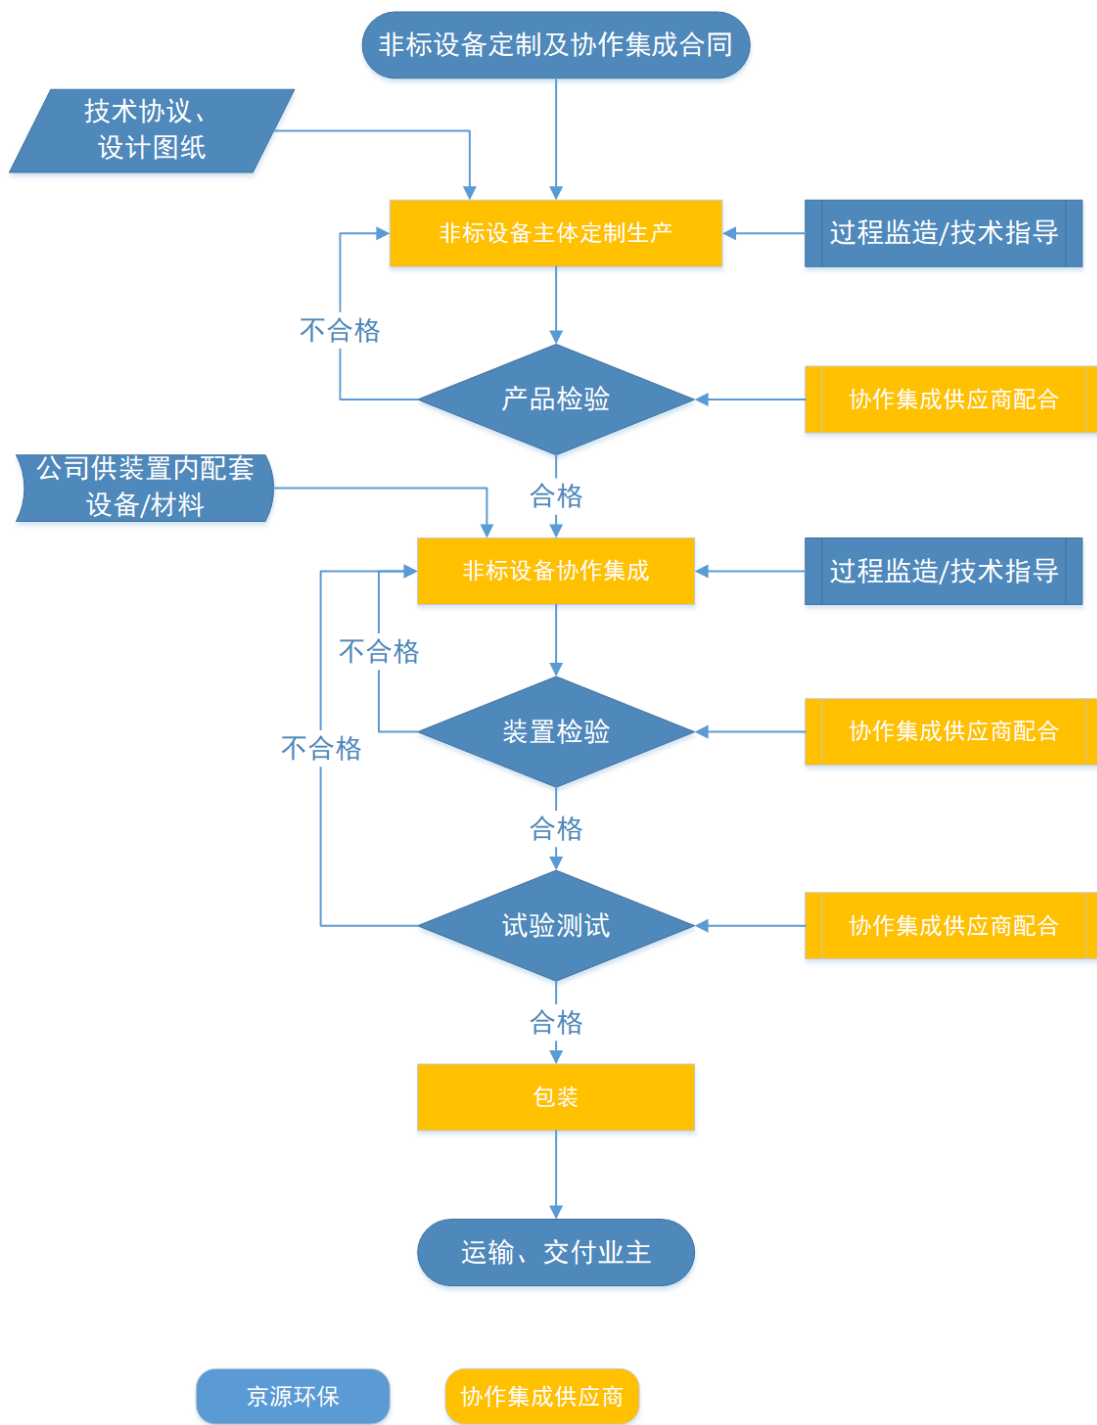 非标设备定制及协作集成合同
技术协议、
设计图纸
非标设备主体定制生产
过程监造/技术指导
不合格
产品检验
协作集成供应商配合
公司供装置内配套
设备/材料
合格
非标设备协作集成
过程监造/技术指导
不合格
装置检验
协作集成供应商配合
不合格
合格
试验测试
协作集成供应商配合
合格
包装
运输、交付业主
京源环保
协作集成供应商